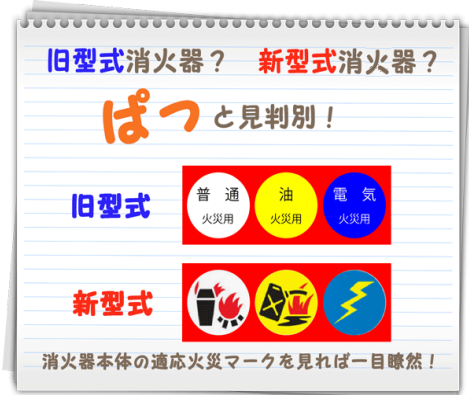 旧型式消火器？　新型式消火器？
ぱっと見判別！
旧型式
普　通　油　電　気
火災用　火災用　火災用
新型式
消火器本体の適応火災マークを見れば一目瞭然！